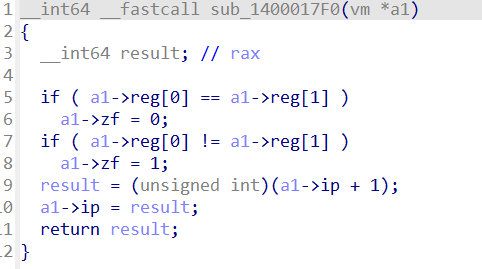 1 __int64 __fastcall sub_1400017F0(vm *a1)
2 {
3 __int64 result; // rax
4
5 if ( a1->reg[0] == a1->reg[1] )
6 a1->zf = 0;
7 if ( a1->reg[0] != a1->reg[1] )
8 a1->zf = 1;
9 result = (unsigned int)(a1->ip + 1);
10 a1->ip = result;
11 return result;
12 }